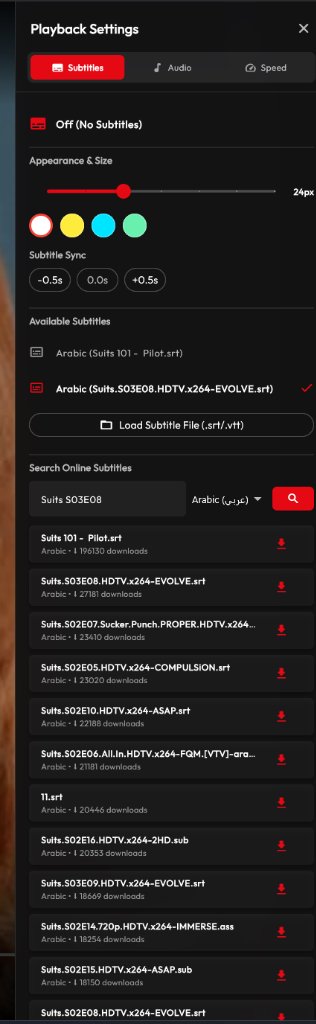 Playback Settings
Subtitles
Audio
Speed
Off (No Subtitles)
Appearance & Size
24px
Subtitle Sync
-0.5s
0.0s
+0.5s
Available Subtitles
Arabic (Suits 101 -  Pilot.srt)
Arabic (Suits.S03E08.HDTV.x264-EVOLVE.srt)
Load Subtitle File (.srt/.vtt)
Search Online Subtitles
Suits S03E08
Arabic (عربي)
Suits 101 -  Pilot.srt
Arabic • ⬇ 196130 downloads
Suits.S03E08.HDTV.x264-EVOLVE.srt
Arabic • ⬇ 27181 downloads
Suits.S02E07.Sucker.Punch.PROPER.HDTV.x264...
Arabic • ⬇ 23410 downloads
Suits.S02E05.HDTV.x264-COMPULSiON.srt
Arabic • ⬇ 23020 downloads
Suits.S02E10.HDTV.x264-ASAP.srt
Arabic • ⬇ 22188 downloads
Suits.S02E06.All.In.HDTV.x264-FQM.[VTV]-ara...
Arabic • ⬇ 21181 downloads
11.srt
Arabic • ⬇ 20446 downloads
Suits.S02E16.HDTV.x264-2HD.sub
Arabic • ⬇ 20353 downloads
Suits.S03E09.HDTV.x264-EVOLVE.srt
Arabic • ⬇ 18669 downloads
Suits.S02E14.720p.HDTV.x264-IMMERSE.ass
Arabic • ⬇ 18254 downloads
Suits.S02E15.HDTV.x264-ASAP.sub
Arabic • ⬇ 18150 downloads
Suits.S02E08.HDTV.x264-EVOLVE.srt